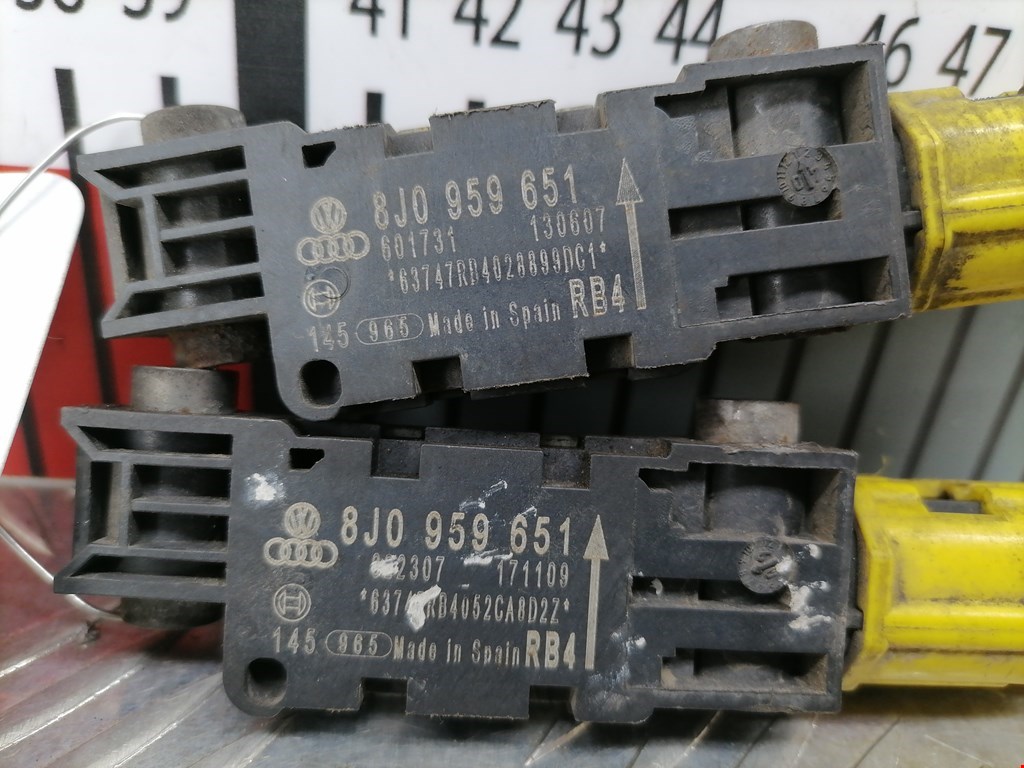 41 42 43 44 46 47
8J0 959 651
601731 130607
*63747RB4028899DC1*
145 965 Made in Spain RB4
8J0 959 651
2307 171109
145 965 Made in Spain RB4